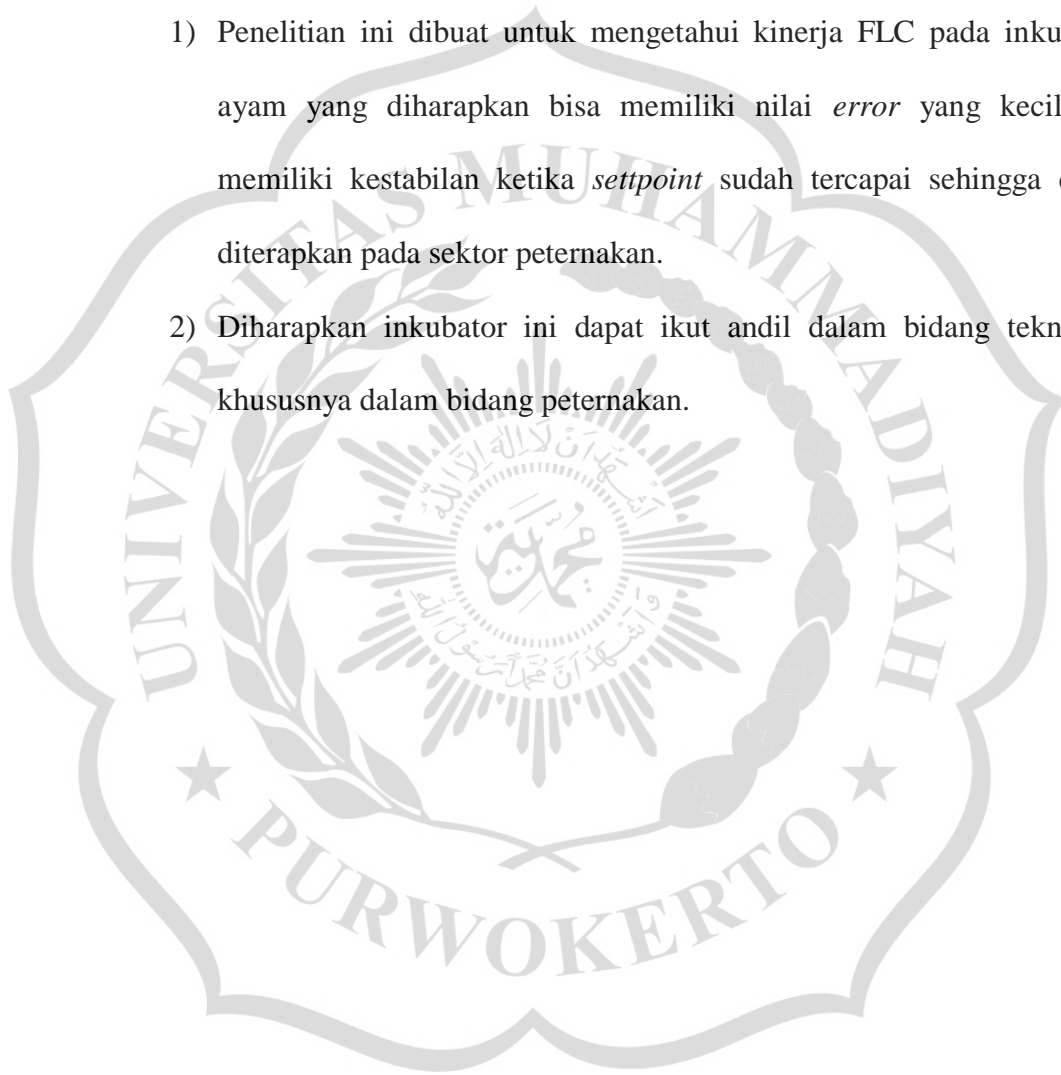 1) Penelitian ini dibuat untuk mengetahui kinerja FLC pada inku
ayam yang diharapkan bisa memiliki nilai error yang kecil
memiliki kestabilan ketika settpoint sudah tercapai sehingga
diterapkan pada sektor peternakan.
2) Diharapkan inkubator ini dapat ikut andil dalam bidang tekn
khususnya dalam bidang peternakan.
UNIVERSITAS MUHAMMADIYAH
PURWOKERTO